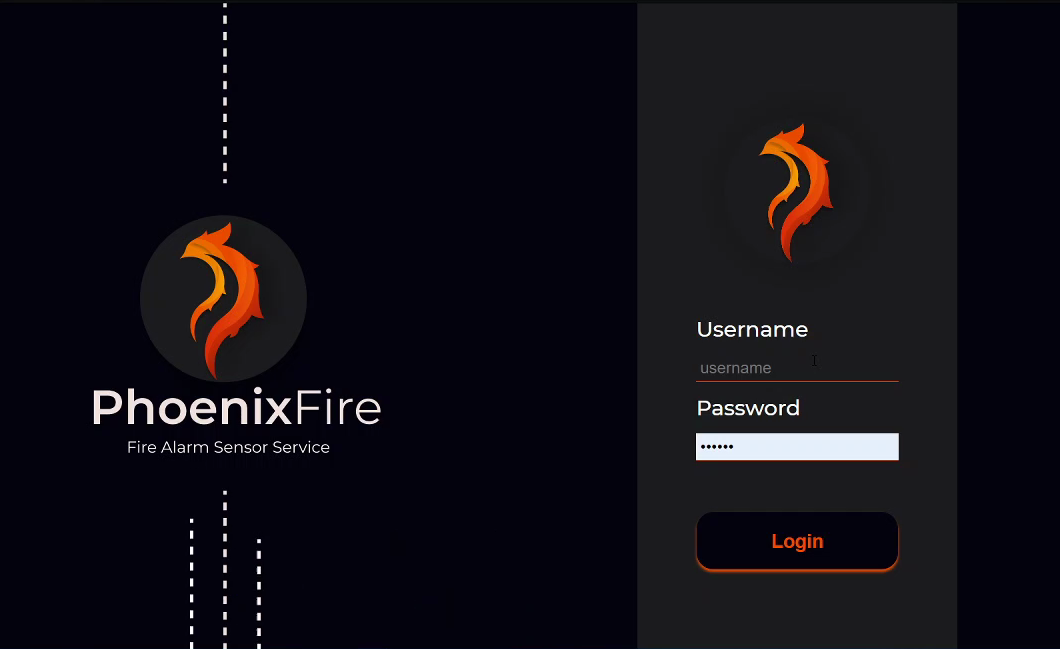 PhoenixFire
Fire Alarm Sensor Service
Username
username
Password
••••••
Login